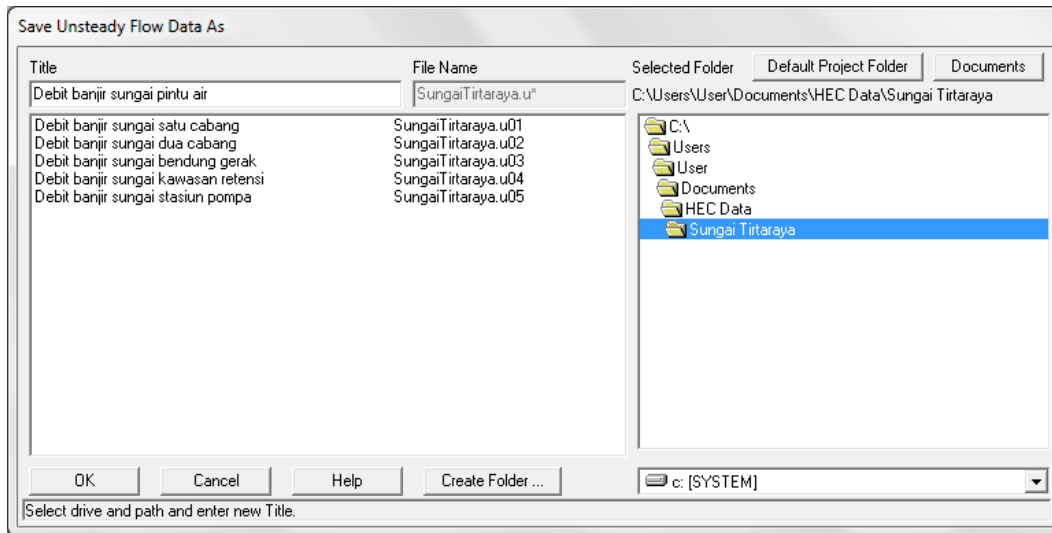 Save Unsteady Flow Data As
Title File Name Selected Folder Default Project Folder Documents
Debit banjir sungai pintu air SungaiTirtaraya.u* C:\Users\User\Documents\HEC Data\Sungai Tirtaraya
Debit banjir sungai satu cabang SungaiTirtaraya.u01
Debit banjir sungai dua cabang SungaiTirtaraya.u02
Debit banjir sungai bendung gerak SungaiTirtaraya.u03
Debit banjir sungai kawasan retensi SungaiTirtaraya.u04
Debit banjir sungai stasiun pompa SungaiTirtaraya.u05
C:\
Users
User
Documents
HEC Data
Sungai Tirtaraya
OK Cancel Help Create Folder ... c: [SYSTEM]
Select drive and path and enter new Title.